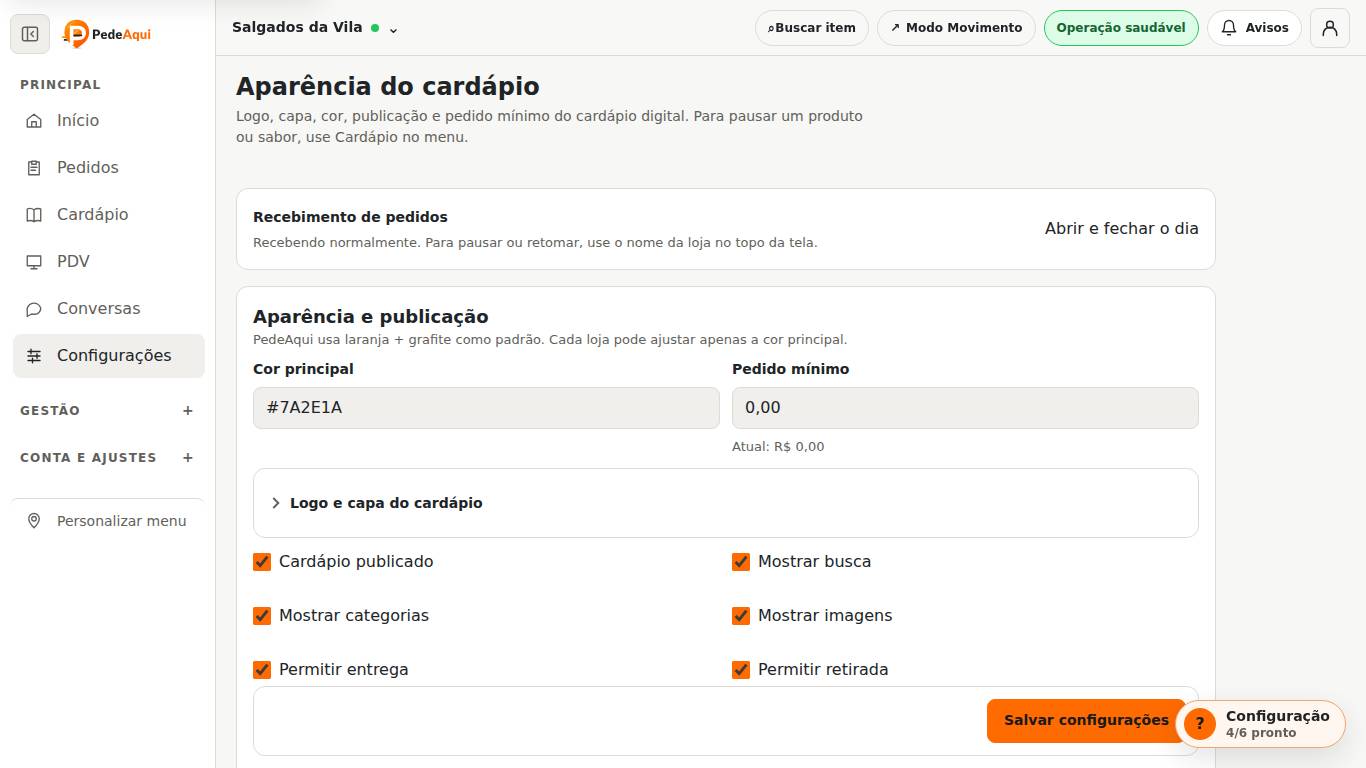 PedeAqui
PRINCIPAL
Início
Pedidos
Cardápio
PDV
Conversas
Configurações
GESTÃO +
CONTA E AJUSTES +
Personalizar menu
Salgados da Vila
Buscar item
↗ Modo Movimento
Operação saudável
Avisos
Aparência do cardápio
Logo, capa, cor, publicação e pedido mínimo do cardápio digital. Para pausar um produto
ou sabor, use Cardápio no menu.
Recebimento de pedidos
Recebendo normalmente. Para pausar ou retomar, use o nome da loja no topo da tela.
Abrir e fechar o dia
Aparência e publicação
PedeAqui usa laranja + grafite como padrão. Cada loja pode ajustar apenas a cor principal.
Cor principal
#7A2E1A
Pedido mínimo
0,00
Atual: R$ 0,00
Logo e capa do cardápio
Cardápio publicado
Mostrar busca
Mostrar categorias
Mostrar imagens
Permitir entrega
Permitir retirada
Salvar configurações
?
Configuração
4/6 pronto